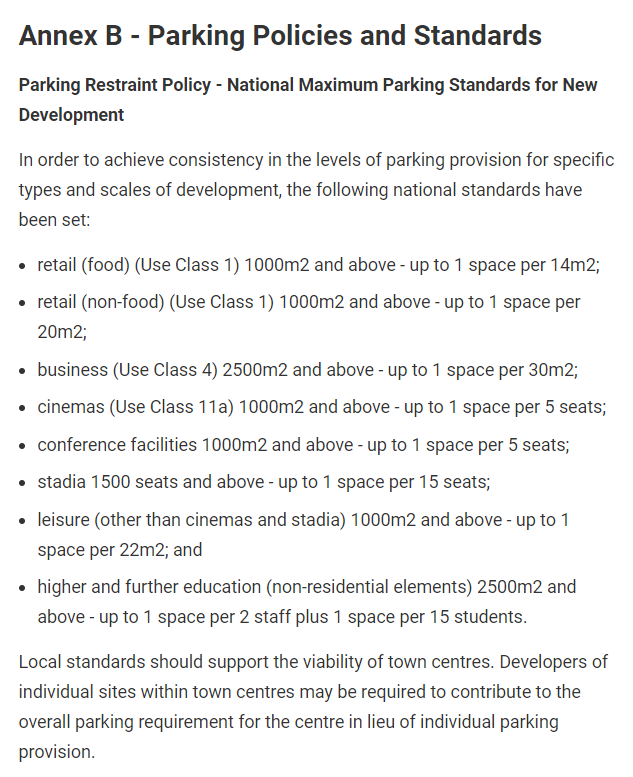 Annex B - Parking Policies and Standards
Parking Restraint Policy - National Maximum Parking Standards for New
Development
In order to achieve consistency in the levels of parking provision for specific
types and scales of development, the following national standards have
been set:
• retail (food) (Use Class 1) 1000m2 and above - up to 1 space per 14m2;
• retail (non-food) (Use Class 1) 1000m2 and above - up to 1 space per
20m2;
• business (Use Class 4) 2500m2 and above - up to 1 space per 30m2;
• cinemas (Use Class 11a) 1000m2 and above - up to 1 space per 5 seats;
• conference facilities 1000m2 and above - up to 1 space per 5 seats;
• stadia 1500 seats and above - up to 1 space per 15 seats;
• leisure (other than cinemas and stadia) 1000m2 and above - up to 1
space per 22m2; and
• higher and further education (non-residential elements) 2500m2 and
above - up to 1 space per 2 staff plus 1 space per 15 students.
Local standards should support the viability of town centres. Developers of
individual sites within town centres may be required to contribute to the
overall parking requirement for the centre in lieu of individual parking
provision.